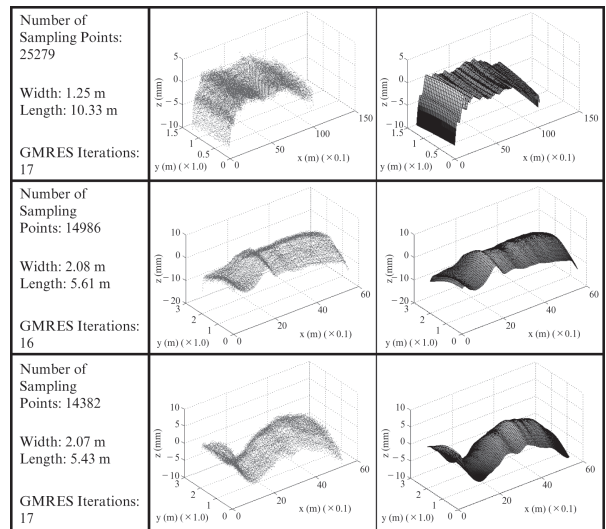 Number of
Sampling Points:
25279
Width: 1.25 m
Length: 10.33 m
GMRES Iterations:
17
z (mm)
5
0
−5
−10
1.5
1
0.5
0
y (m) (×1.0)
0
50
100
150
x (m) (×0.1)
z (mm)
5
0
−5
−10
1.5
1
0.5
0
y (m) (×1.0)
0
50
100
150
x (m) (×0.1)
Number of
Sampling
Points: 14986
Width: 2.08 m
Length: 5.61 m
GMRES Iterations:
16
z (mm)
10
0
−10
−20
3
2
1
0
y (m) (×1.0)
0
20
40
60
x (m) (×0.1)
z (mm)
10
0
−10
−20
3
2
1
0
y (m) (×1.0)
0
20
40
60
x (m) (×0.1)
Number of
Sampling
Points: 14382
Width: 2.07 m
Length: 5.43 m
GMRES Iterations:
17
z (mm)
10
5
0
−5
−10
3
2
1
0
y (m) (×1.0)
0
20
40
60
x (m) (×0.1)
z (mm)
10
5
0
−5
−10
3
2
1
0
y (m) (×1.0)
0
20
40
60
x (m) (×0.1)